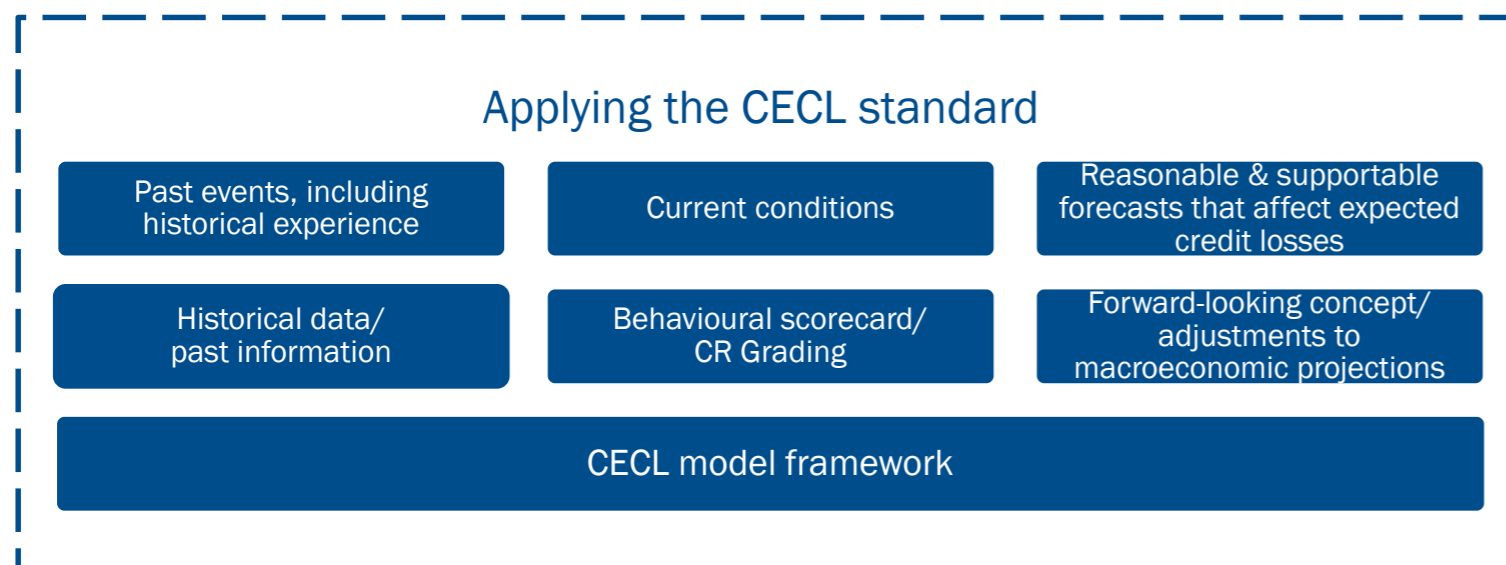 Applying the CECL standard
Past events, including
historical experience
Current conditions
Reasonable & supportable
forecasts that affect expected
credit losses
Historical data/
past information
Behavioural scorecard/
CR Grading
Forward-looking concept/
adjustments to
macroeconomic projections
CECL model framework